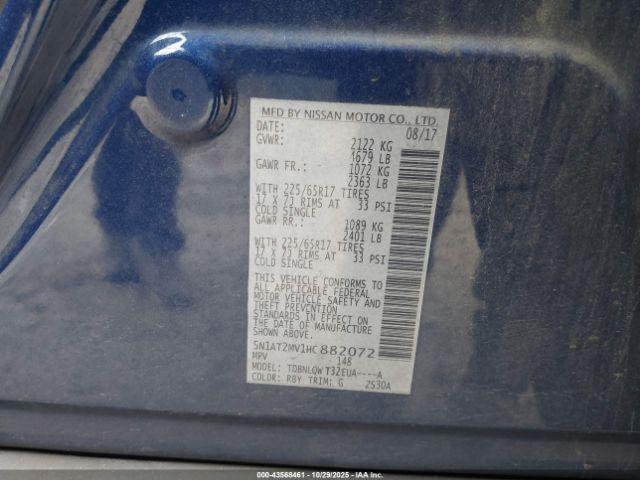 MFD BY NISSAN MOTOR CO., LTD.
DATE: 08/17
GVWR: 2122 KG
4679 LB
GAWR FR.: 1072 KG
2363 LB
WITH 225/65R17 TIRES
17 X 7J RIMS AT 33 PSI
COLD SINGLE
GAWR RR.: 1089 KG
2401 LB
WITH 225/65R17 TIRES
17 X 7J RIMS AT 33 PSI
COLD SINGLE
THIS VEHICLE CONFORMS TO
ALL APPLICABLE FEDERAL
MOTOR VEHICLE SAFETY AND
THEFT PREVENTION
STANDARDS IN EFFECT ON
THE DATE OF MANUFACTURE
SHOWN ABOVE.
5N1AT2MV1HC882072
MPV 148
MODEL: TDBNLQW T32EUA----A
COLOR: RBY TRIM: G 2S30A
000-43568461 - 10/29/2025 - IAAI.COM